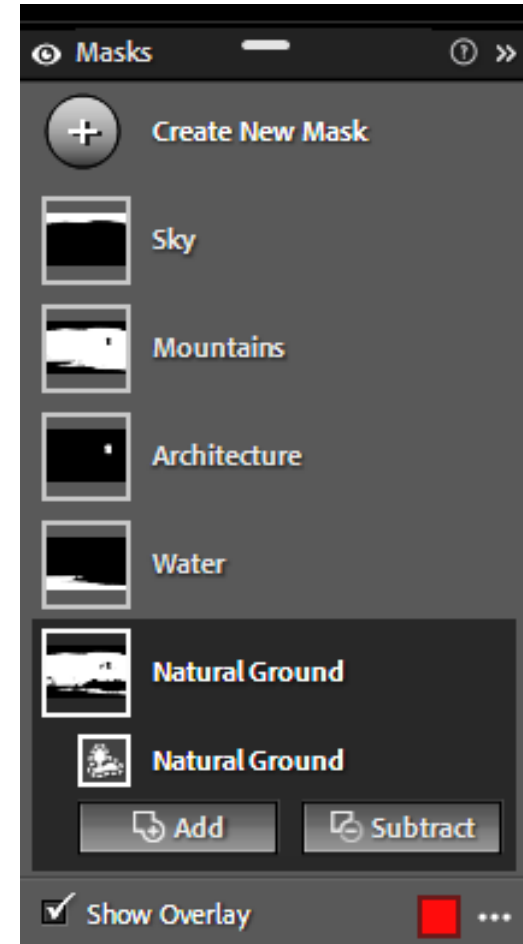 Masks
Create New Mask
Sky
Mountains
Architecture
Water
Natural Ground
Natural Ground
Add Subtract
Show Overlay